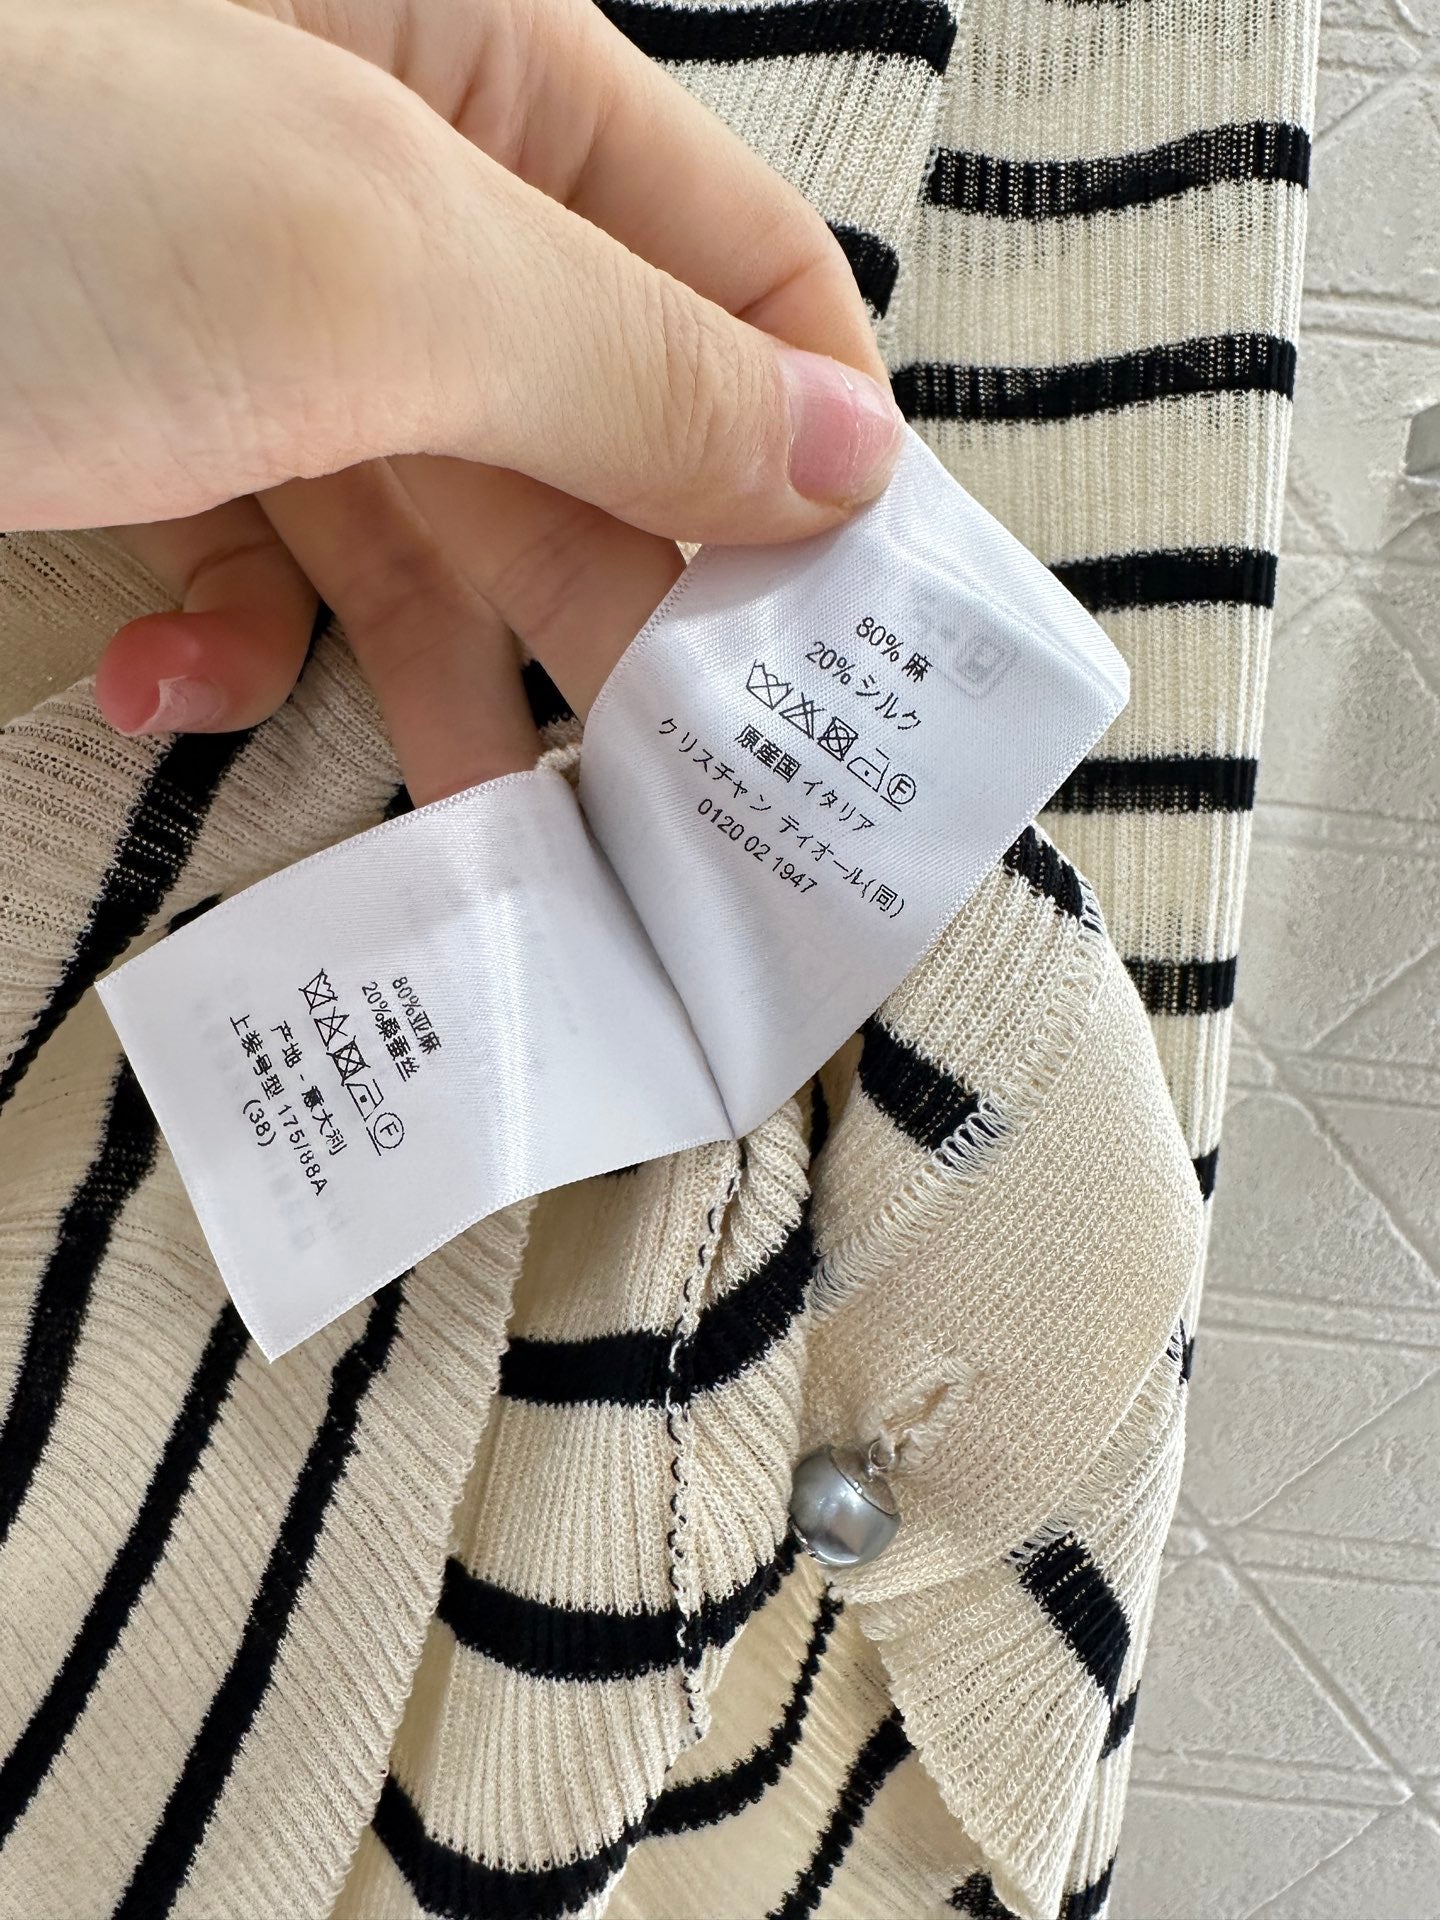 80% 麻
20% シルク
F
原産国 イタリア
クリスチャン ディオール(同)
0120 02 1947
80%亚麻
20%桑蚕丝
F
产地 - 意大利
上装号型 175/88A
(38)